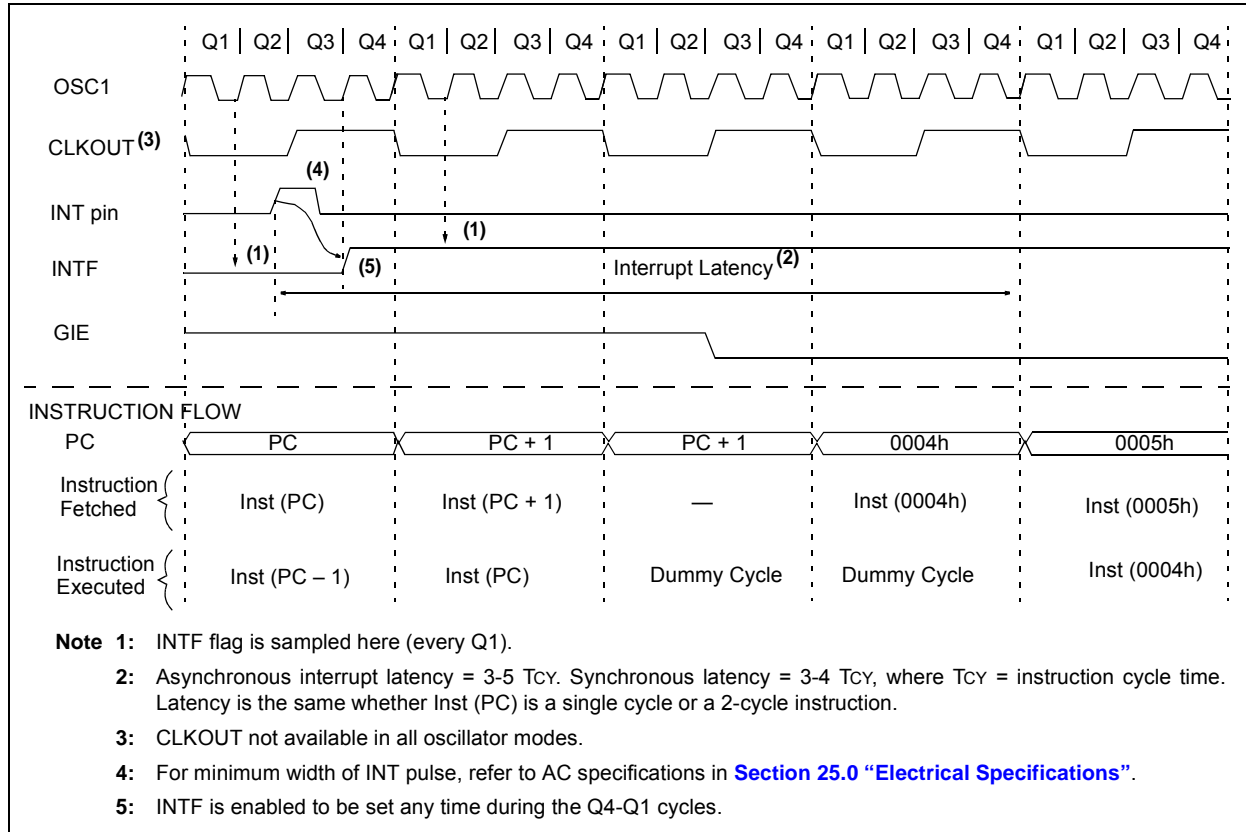 Q1 Q2 Q3 Q4 Q1 Q2 Q3 Q4 Q1 Q2 Q3 Q4 Q1 Q2 Q3 Q4 Q1 Q2 Q3 Q4
OSC1
CLKOUT (3)
(4)
INT pin
(1)
(1)
INTF
(5)
Interrupt Latency (2)
GIE
INSTRUCTION FLOW
PC
PC
PC + 1
PC + 1
0004h
0005h
Instruction
Fetched
Inst (PC)
Inst (PC + 1)
—
Inst (0004h)
Inst (0005h)
Instruction
Executed
Inst (PC – 1)
Inst (PC)
Dummy Cycle
Dummy Cycle
Inst (0004h)
Note 1: INTF flag is sampled here (every Q1).
2: Asynchronous interrupt latency = 3-5 TCY. Synchronous latency = 3-4 TCY, where TCY = instruction cycle time.
Latency is the same whether Inst (PC) is a single cycle or a 2-cycle instruction.
3: CLKOUT not available in all oscillator modes.
4: For minimum width of INT pulse, refer to AC specifications in Section 25.0 “Electrical Specifications”.
5: INTF is enabled to be set any time during the Q4-Q1 cycles.